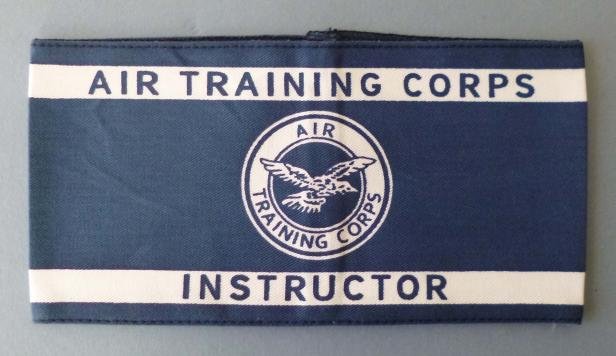 AIR TRAINING CORPS
AIR
TRAINING CORPS
INSTRUCTOR